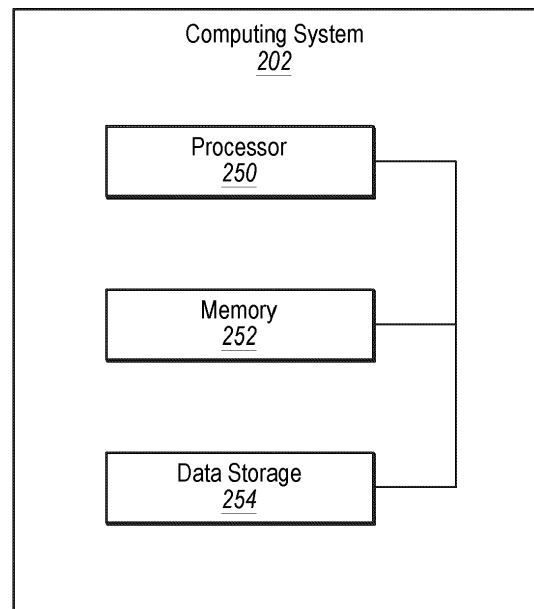 Computing System
202
Processor
250
Memory
252
Data Storage
254